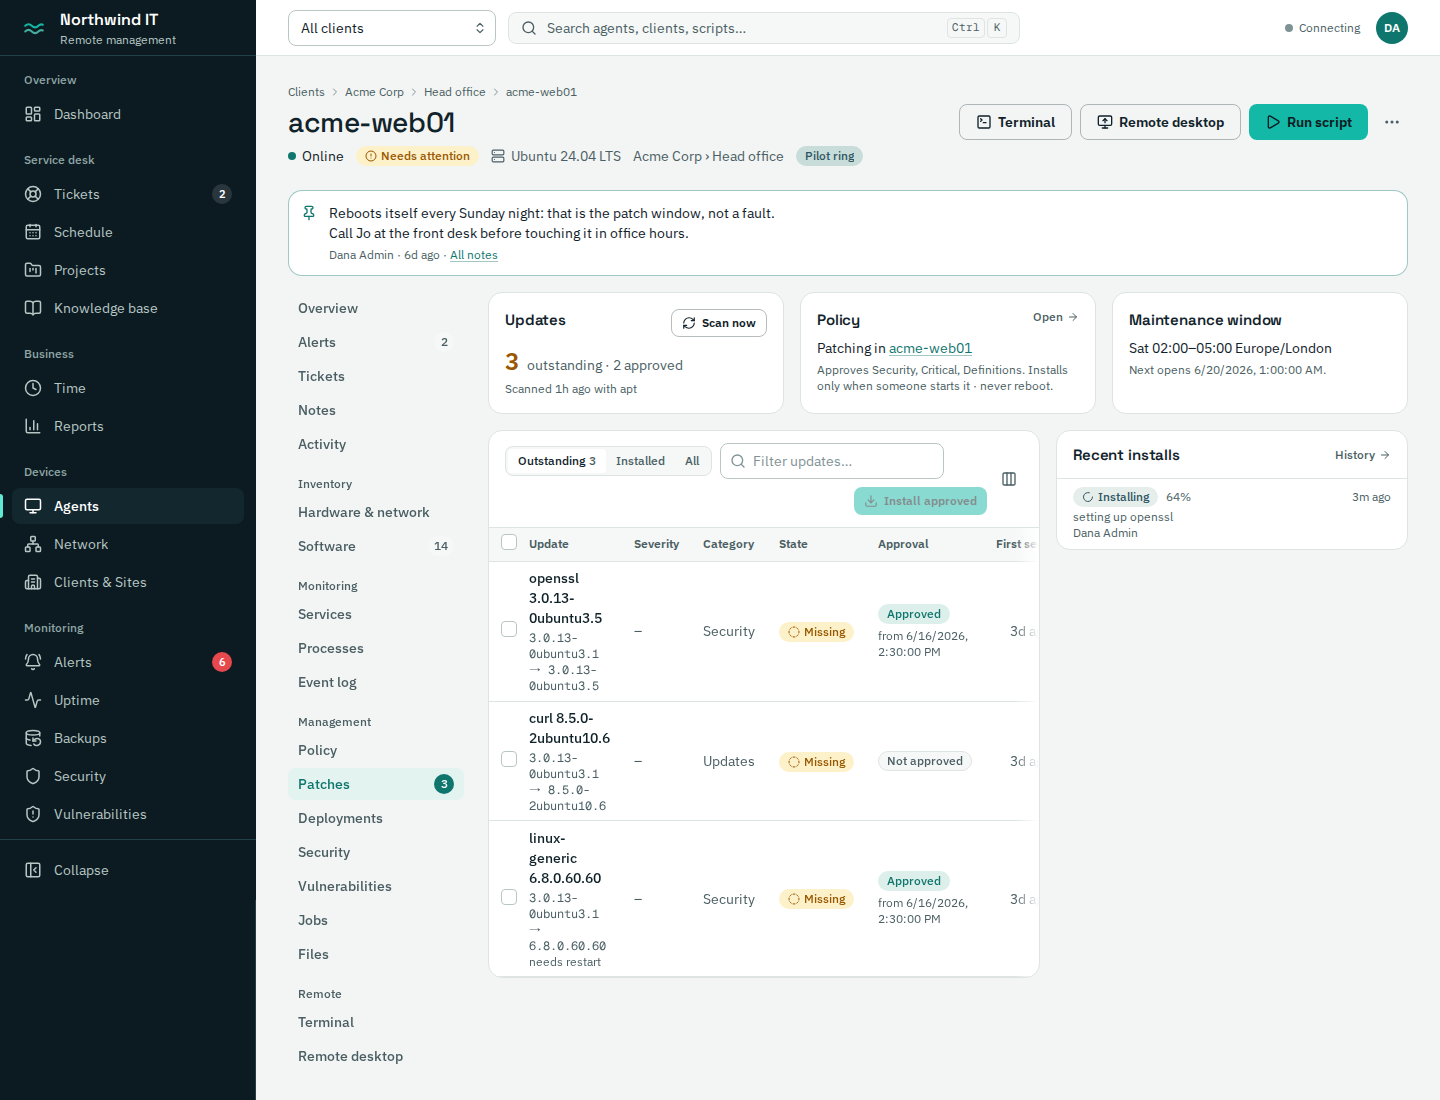 Northwind IT
Remote management
Overview
Dashboard
Service desk
Tickets 2
Schedule
Projects
Knowledge base
Business
Time
Reports
Devices
Agents
Network
Clients & Sites
Monitoring
Alerts 6
Uptime
Backups
Security
Vulnerabilities
Collapse
All clients
Search agents, clients, scripts... Ctrl K
Connecting
DA
Clients > Acme Corp > Head office > acme-web01
acme-web01
Terminal
Remote desktop
Run script
Online Needs attention Ubuntu 24.04 LTS Acme Corp › Head office Pilot ring
Reboots itself every Sunday night: that is the patch window, not a fault.
Call Jo at the front desk before touching it in office hours.
Dana Admin · 6d ago · All notes
Overview
Alerts 2
Tickets
Notes
Activity
Inventory
Hardware & network
Software 14
Monitoring
Services
Processes
Event log
Management
Policy
Patches 3
Deployments
Security
Vulnerabilities
Jobs
Files
Remote
Terminal
Remote desktop
Updates
Scan now
3 outstanding · 2 approved
Scanned 1h ago with apt
Policy
Open →
Patching in acme-web01
Approves Security, Critical, Definitions. Installs
only when someone starts it · never reboot.
Maintenance window
Sat 02:00–05:00 Europe/London
Next opens 6/20/2026, 1:00:00 AM.
Outstanding 3 Installed All
Filter updates...
Install approved
Update Severity Category State Approval First se
openssl
3.0.13-
0ubuntu3.5
3.0.13-
0ubuntu3.1
→ 3.0.13-
0ubuntu3.5
– Security Missing
Approved
from 6/16/2026,
2:30:00 PM
3d a
curl 8.5.0-
2ubuntu10.6
3.0.13-
0ubuntu3.1
→ 8.5.0-
2ubuntu10.6
– Updates Missing Not approved 3d a
linux-
generic
6.8.0.60.60
3.0.13-
0ubuntu3.1
→
6.8.0.60.60
needs restart
– Security Missing
Approved
from 6/16/2026,
2:30:00 PM
3d a
Recent installs
History →
Installing 64% 3m ago
setting up openssl
Dana Admin